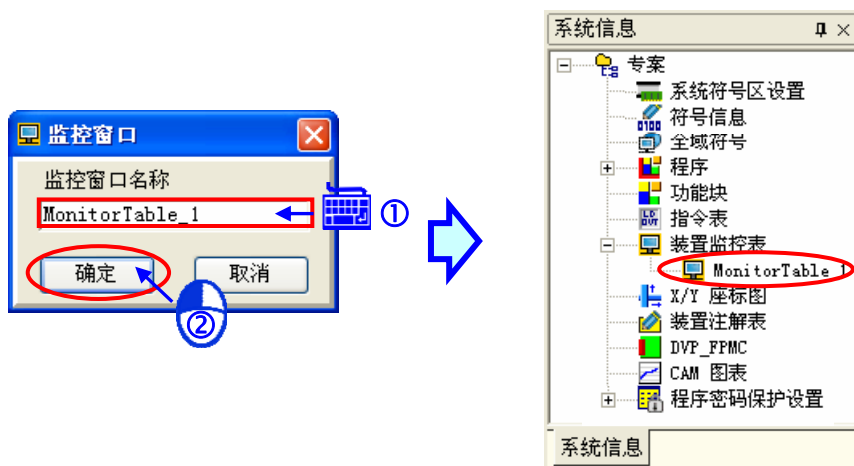 监控窗口
监控窗口名称
MonitorTable_1
①
确定
取消
②
系统信息
专案
系统符号区设置
符号信息
全域符号
程序
功能块
指令表
装置监控表
MonitorTable_1
X/Y 座标图
装置注解表
DVP_FPMC
CAM 图表
程序密码保护设置
系统信息